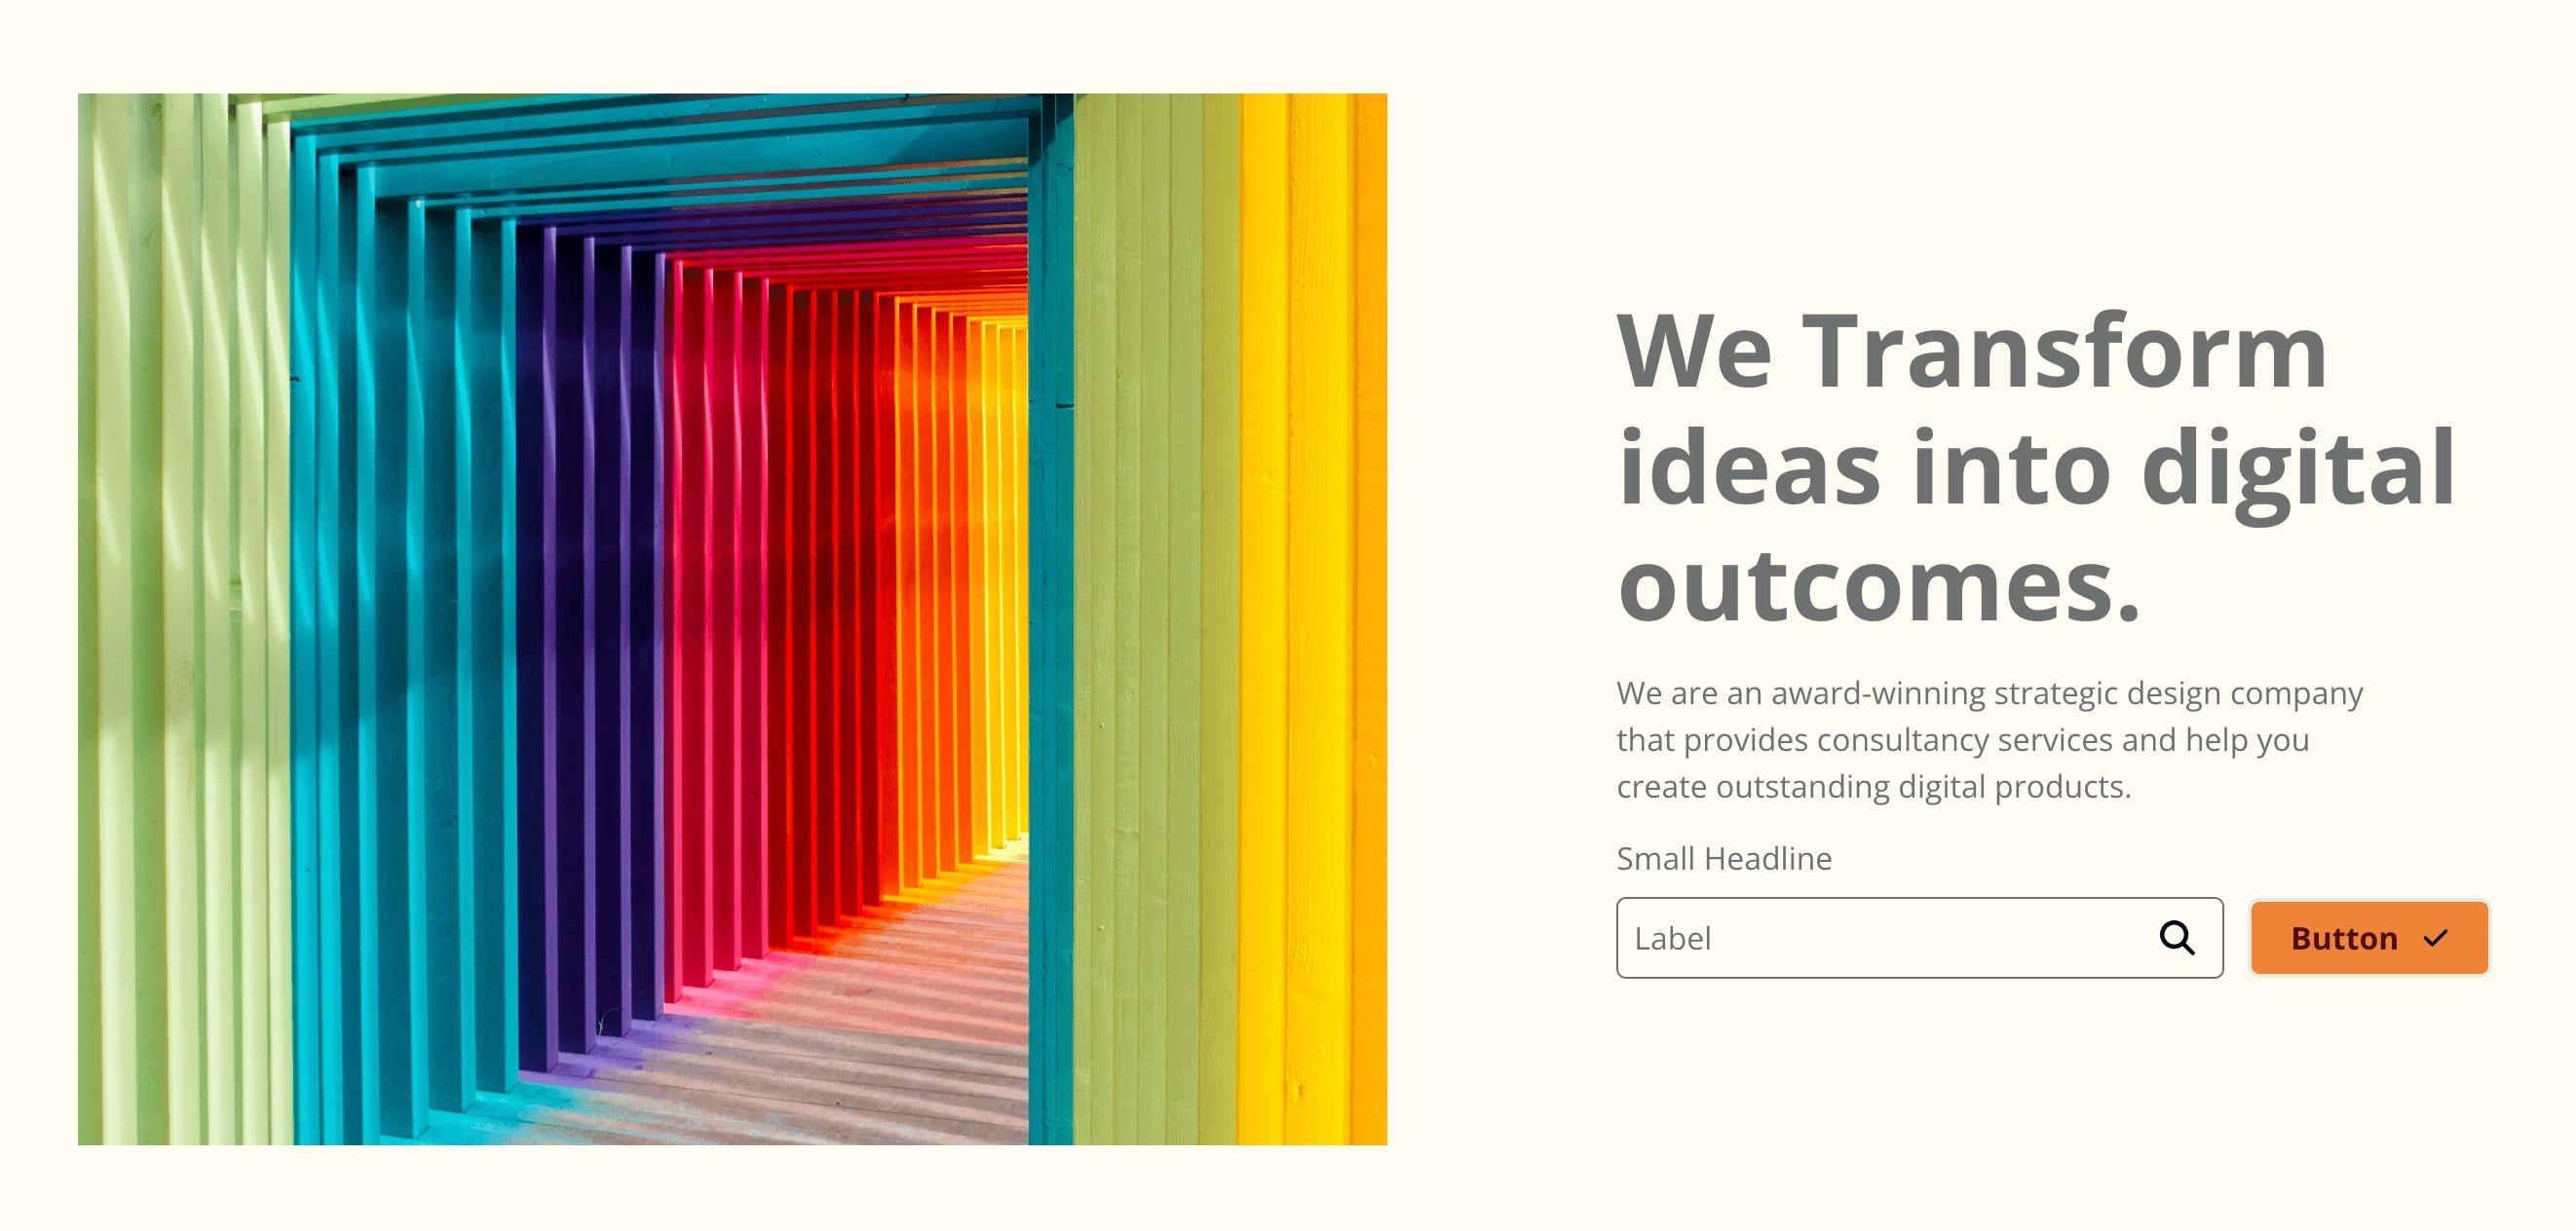 We Transform
ideas into digital
outcomes.
We are an award-winning strategic design company
that provides consultancy services and help you
create outstanding digital products.
Small Headline
Label
Button